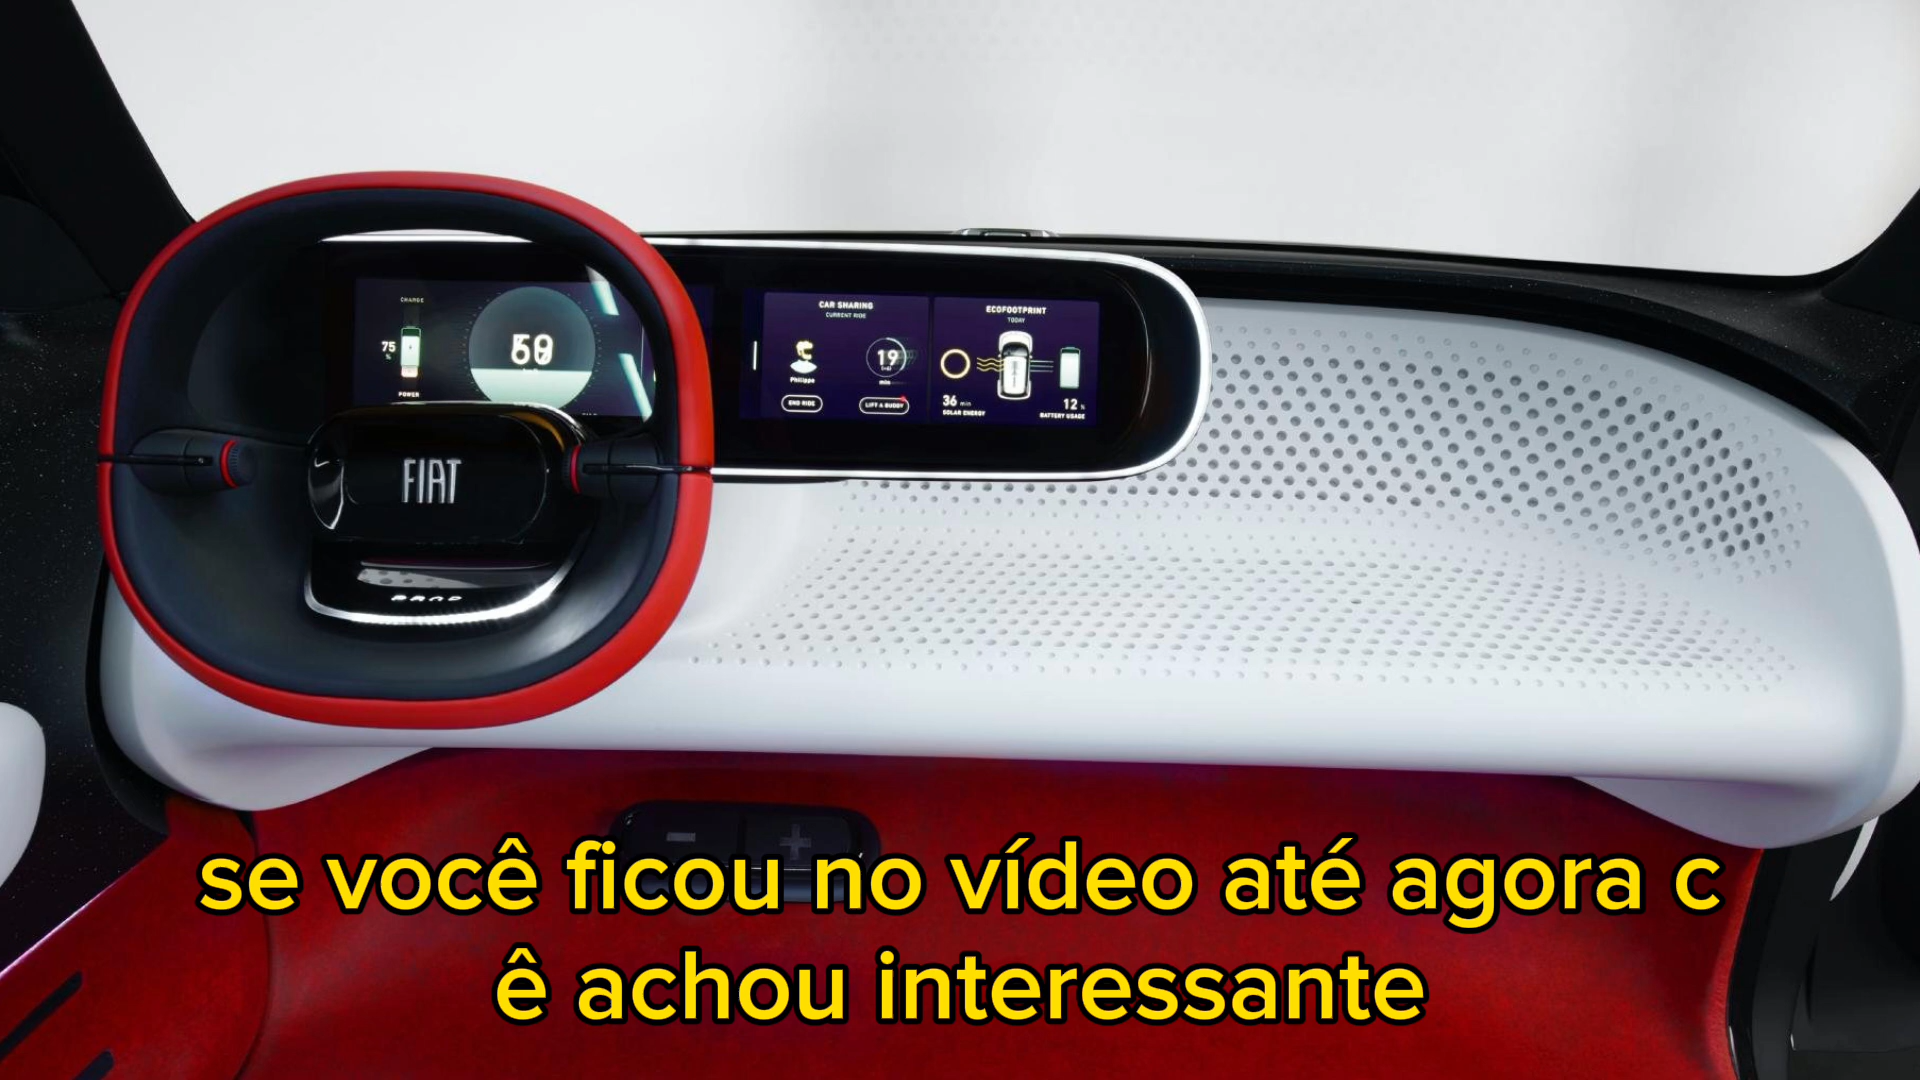 CHARGE
75
%
POWER
CAR SHARING
CURRENT RIDE
Philippe
19
min
END RIDE
LIFT A BUDDY
ECOFOOTPRINT
TODAY
36 min
SOLAR ENERGY
12 %
BATTERY USAGE
FIAT
se você ficou no vídeo até agora c
ê achou interessante